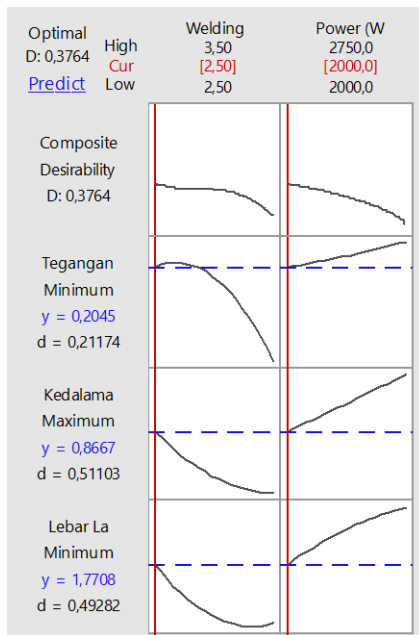 Optimal
D: 0,3764
Predict
High
Cur
Low
Welding
3,50
[2,50]
2,50
Power (W
2750,0
[2000,0]
2000,0
Composite
Desirability
D: 0,3764
Tegangan
Minimum
y = 0,2045
d = 0,21174
Kedalama
Maximum
y = 0,8667
d = 0,51103
Lebar La
Minimum
y = 1,7708
d = 0,49282